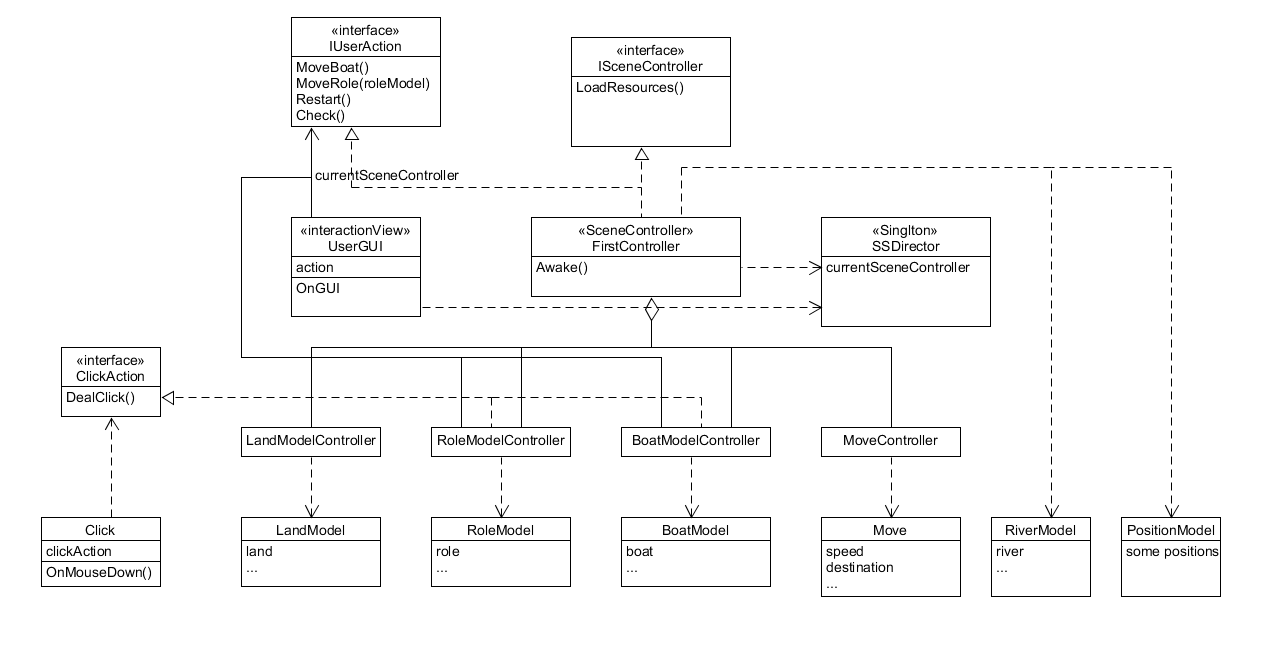 «interface»
IUserAction
MoveBoat()
MoveRole(roleModel)
Restart()
Check()
«interface»
ISceneController
LoadResources()
currentSceneController
«interactionView»
UserGUI
action
OnGUI
«SceneController»
FirstController
Awake()
«Singlton»
SSDirector
currentSceneController
«interface»
ClickAction
DealClick()
LandModelController
RoleModelController
BoatModelController
MoveController
Click
clickAction
OnMouseDown()
LandModel
land
...
RoleModel
role
...
BoatModel
boat
...
Move
speed
destination
...
RiverModel
river
...
PositionModel
some positions